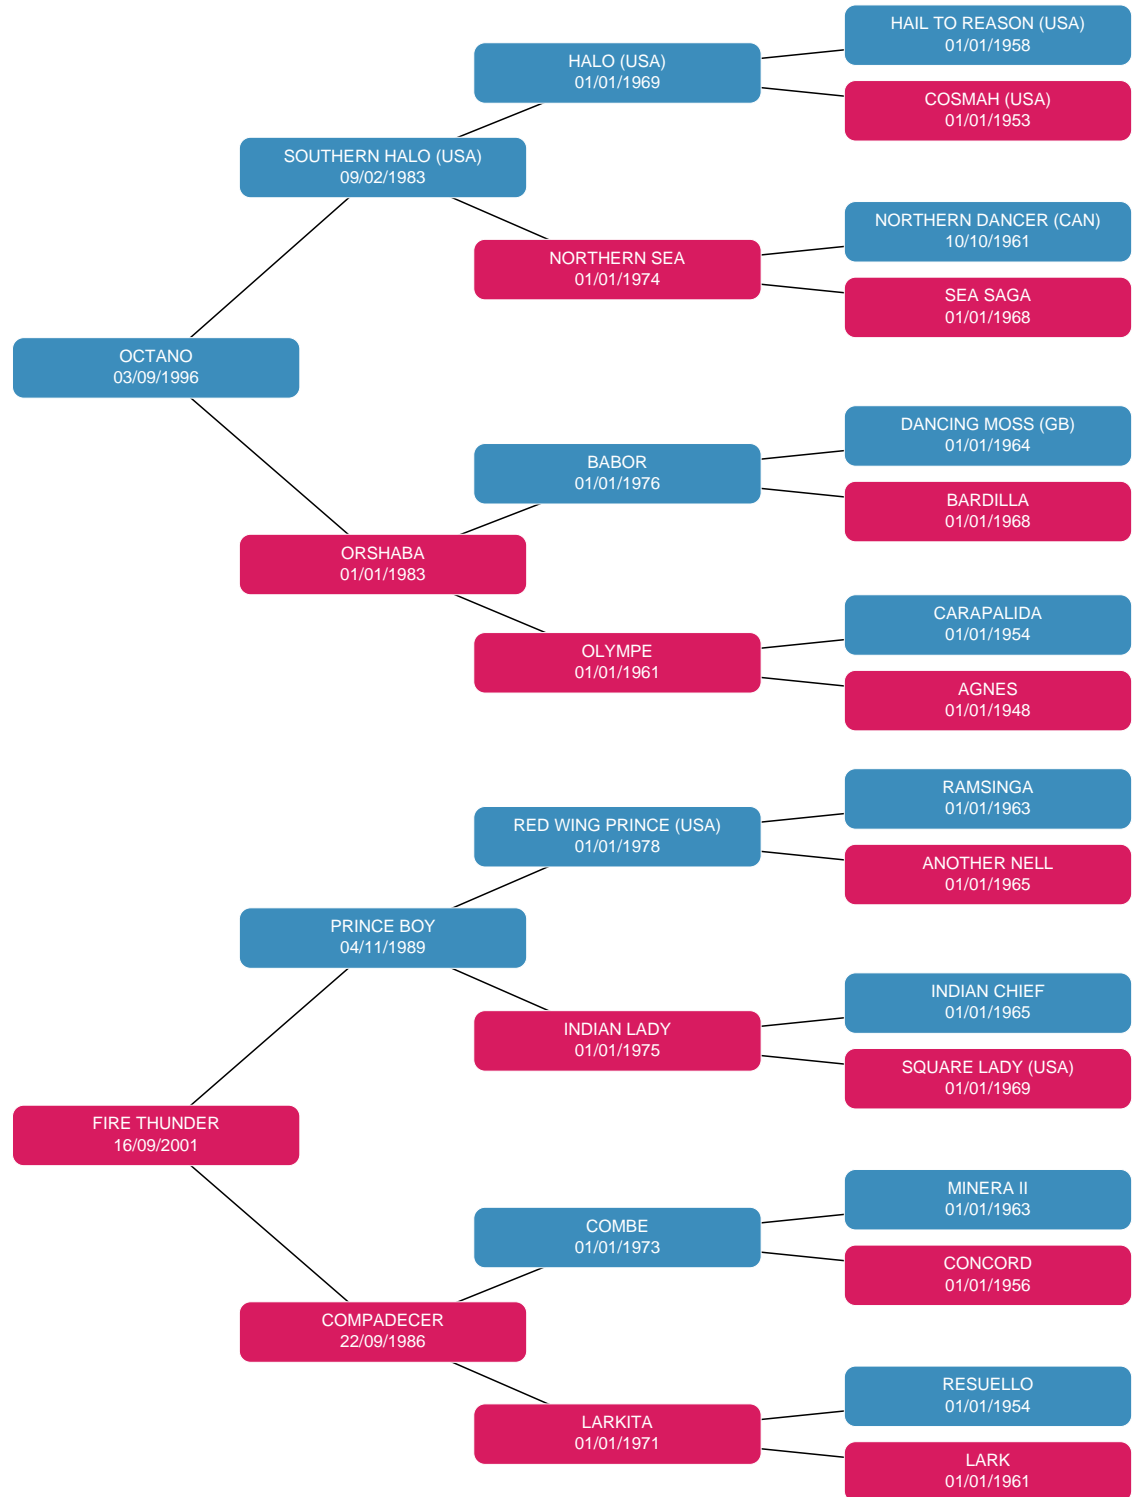 HAIL TO REASON (USA)
01/01/1958
HALO (USA)
01/01/1969
COSMAH (USA)
01/01/1953
SOUTHERN HALO (USA)
09/02/1983
NORTHERN DANCER (CAN)
10/10/1961
NORTHERN SEA
01/01/1974
SEA SAGA
01/01/1968
OCTANO
03/09/1996
DANCING MOSS (GB)
01/01/1964
BABOR
01/01/1976
BARDILLA
01/01/1968
ORSHABA
01/01/1983
CARAPALIDA
01/01/1954
OLYMPE
01/01/1961
AGNES
01/01/1948
RAMSINGA
01/01/1963
RED WING PRINCE (USA)
01/01/1978
ANOTHER NELL
01/01/1965
PRINCE BOY
04/11/1989
INDIAN CHIEF
01/01/1965
INDIAN LADY
01/01/1975
SQUARE LADY (USA)
01/01/1969
FIRE THUNDER
16/09/2001
MINERA II
01/01/1963
COMBE
01/01/1973
CONCORD
01/01/1956
COMPADECER
22/09/1986
RESUELLO
01/01/1954
LARKITA
01/01/1971
LARK
01/01/1961